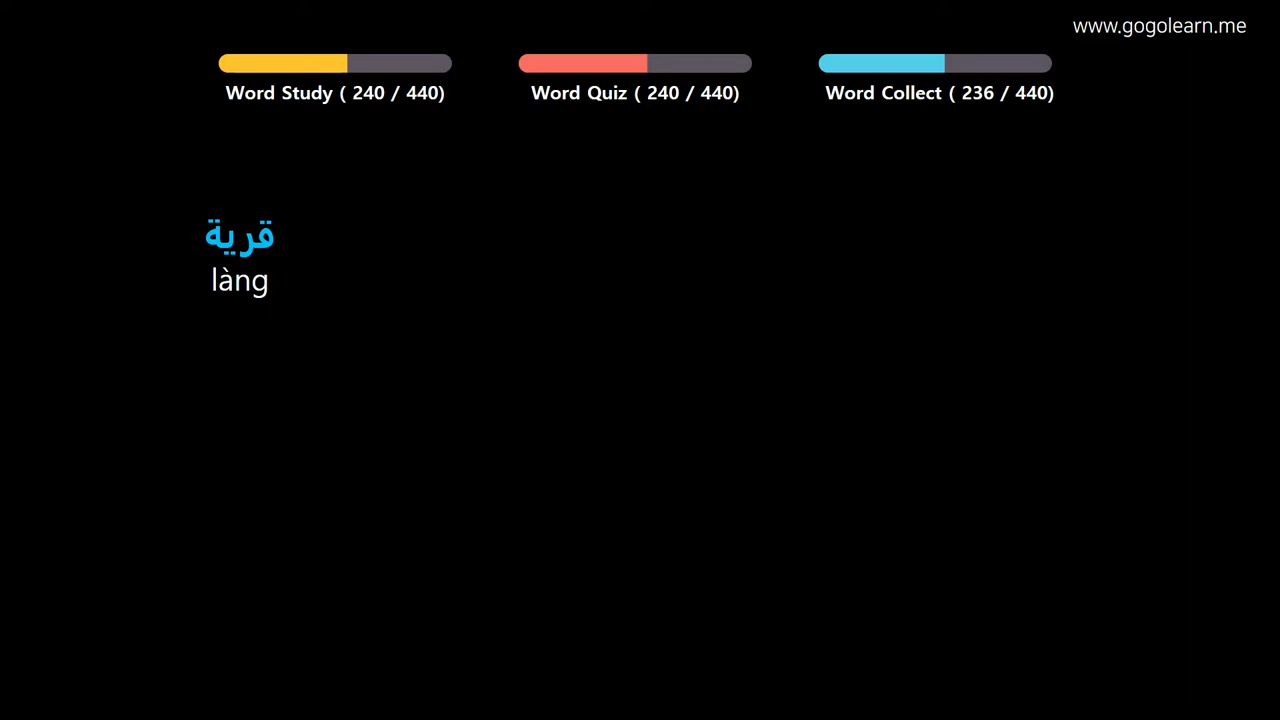 www.gogolearn.me
Word Study ( 240 / 440)
Word Quiz ( 240 / 440)
Word Collect ( 236 / 440)
قرية
làng